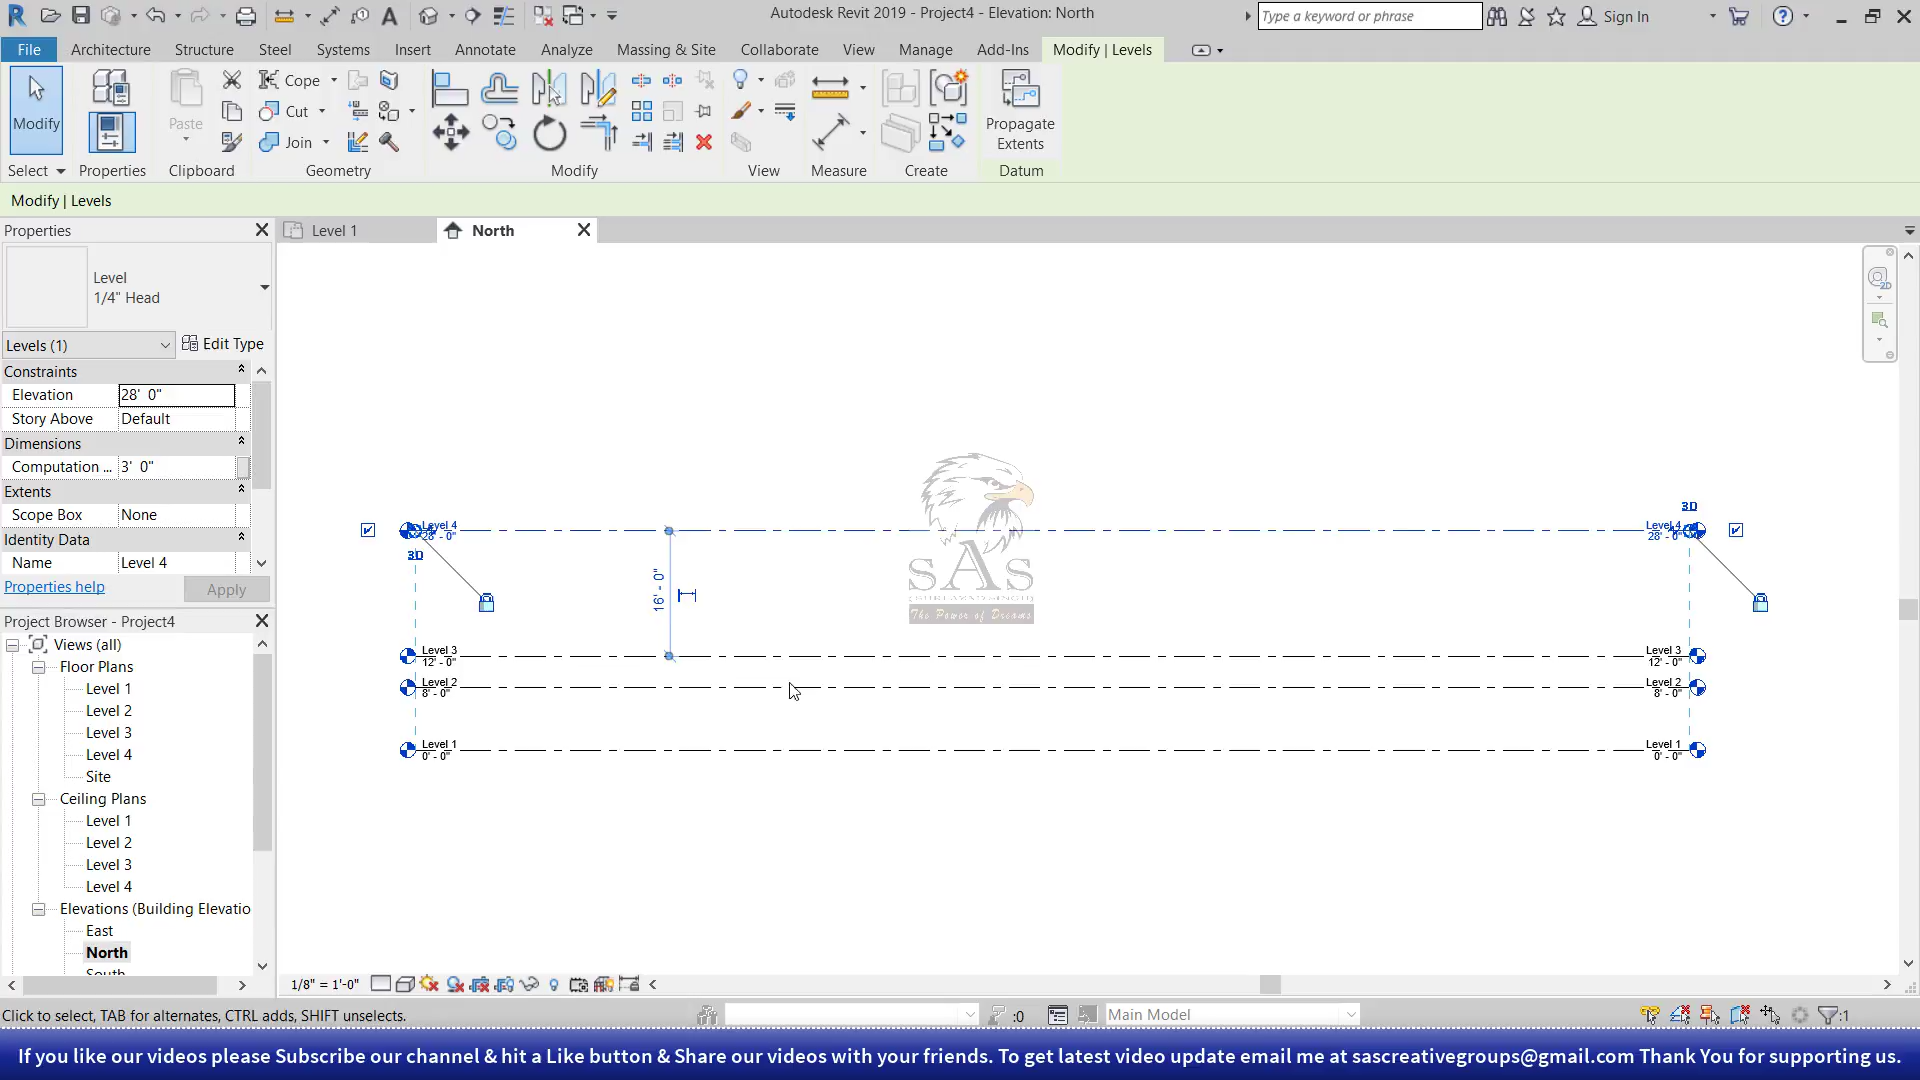 Autodesk Revit 2019 - Project4 - Elevation: North
Type a keyword or phrase
Sign In
File Architecture Structure Steel Systems Insert Annotate Analyze Massing & Site Collaborate View Manage Add-Ins Modify | Levels
Modify
Paste
Cope
Cut
Join
Propagate
Extents
Select Properties Clipboard Geometry Modify View Measure Create Datum
Modify | Levels
Properties
Level 1
North
Level
1/4" Head
Levels (1)
Edit Type
Constraints
Elevation 28' 0"
Story Above Default
Dimensions
Computation ... 3' 0"
Extents
Scope Box None
Identity Data
Name Level 4
Properties help
Apply
Project Browser - Project4
Views (all)
Floor Plans
Level 1
Level 2
Level 3
Level 4
Site
Ceiling Plans
Level 1
Level 2
Level 3
Level 4
Elevations (Building Elevatio
East
North
South
3D
Level 4
28' - 0"
Level 4
28' - 0"
3D
16' - 0"
sAs
The Power of Dreams
Level 3
12' - 0"
Level 3
12' - 0"
Level 2
8' - 0"
Level 2
8' - 0"
Level 1
0' - 0"
Level 1
0' - 0"
2D
1/8" = 1'-0"
Click to select, TAB for alternates, CTRL adds, SHIFT unselects.
:0
Main Model
:1
If you like our videos please Subscribe our channel & hit a Like button & Share our videos with your friends. To get latest video update email me at sascreativegroups@gmail.com Thank You for supporting us.